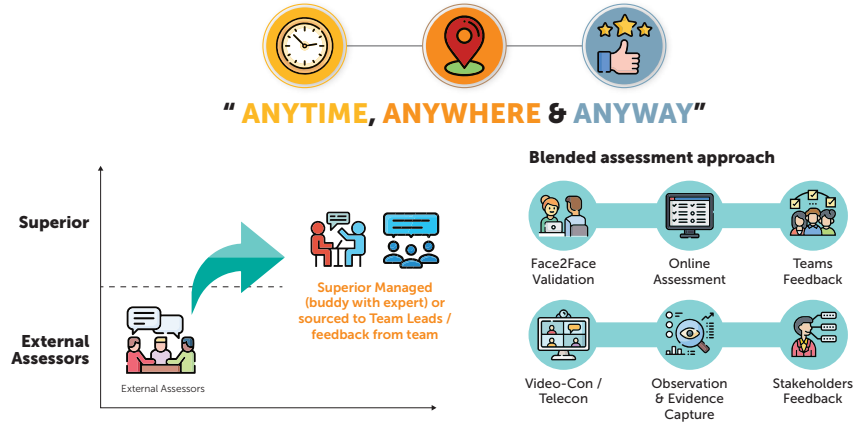 “ ANYTIME, ANYWHERE & ANYWAY”
Blended assessment approach
Superior
External
Assessors
External Assessors
Superior Managed
(buddy with expert) or
sourced to Team Leads /
feedback from team
Face2Face
Validation
Online
Assessment
Teams
Feedback
Video-Con /
Telecon
Observation
& Evidence
Capture
Stakeholders
Feedback